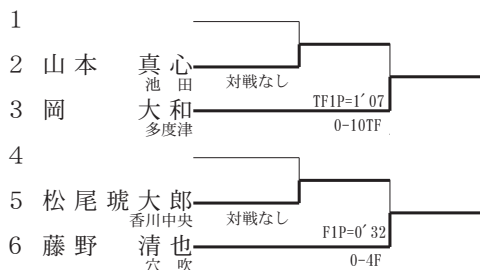 1
2 山本 真心
池 田
対戦なし
3 岡 大和
多度津
TF1P=1´07
0-10TF
4
5 松尾琥大郎
香川中央
対戦なし
6 藤野 清也
穴 吹
F1P=0´32
0-4F